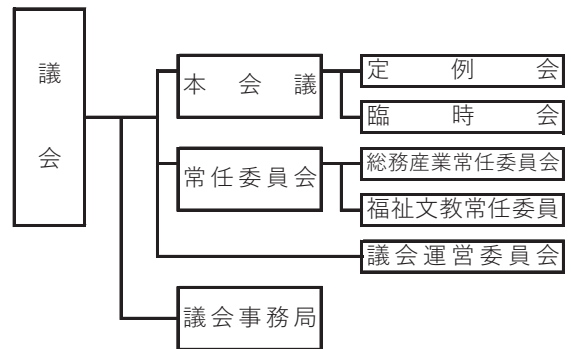 議会
本会議
定例会
臨時会
常任委員会
総務産業常任委員会
福祉文教常任委員
議会運営委員会
議会事務局